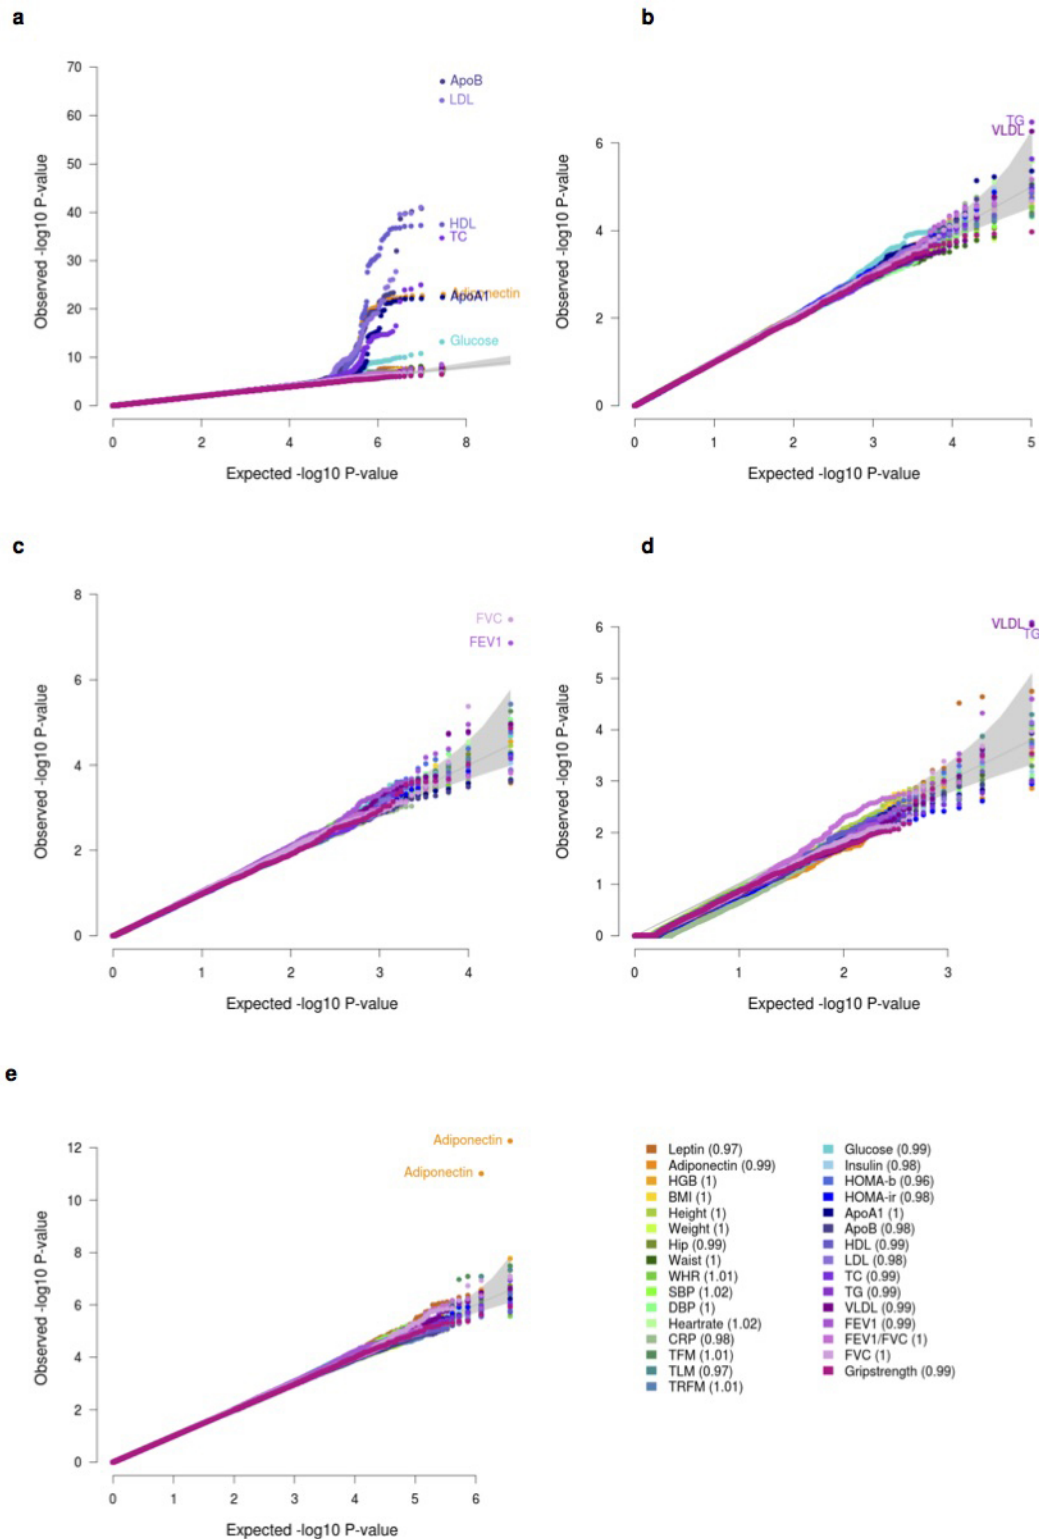 a
70
60
50
40
30
20
10
0
Observed -log10 P-value
ApoB
LDL
HDL
TC
Adiponectin
ApoA1
Glucose
0 2 4 6 8
Expected -log10 P-value
b
6
4
2
0
Observed -log10 P-value
TG
VLDL
0 1 2 3 4 5
Expected -log10 P-value
c
8
6
4
2
0
Observed -log10 P-value
FVC
FEV1
0 1 2 3 4
Expected -log10 P-value
d
6
5
4
3
2
1
0
Observed -log10 P-value
VLDL
TG
0 1 2 3
Expected -log10 P-value
e
12
10
8
6
4
2
0
Observed -log10 P-value
Adiponectin
Adiponectin
0 1 2 3 4 5 6
Expected -log10 P-value
Leptin (0.97)
Adiponectin (0.99)
HGB (1)
BMI (1)
Height (1)
Weight (1)
Hip (0.99)
Waist (1)
WHR (1.01)
SBP (1.02)
DBP (1)
Heartrate (1.02)
CRP (0.98)
TFM (1.01)
TLM (0.97)
TRFM (1.01)
Glucose (0.99)
Insulin (0.98)
HOMA-b (0.96)
HOMA-ir (0.98)
ApoA1 (1)
ApoB (0.98)
HDL (0.99)
LDL (0.98)
TC (0.99)
TG (0.99)
VLDL (0.99)
FEV1 (0.99)
FEV1/FVC (1)
FVC (1)
Gripstrength (0.99)